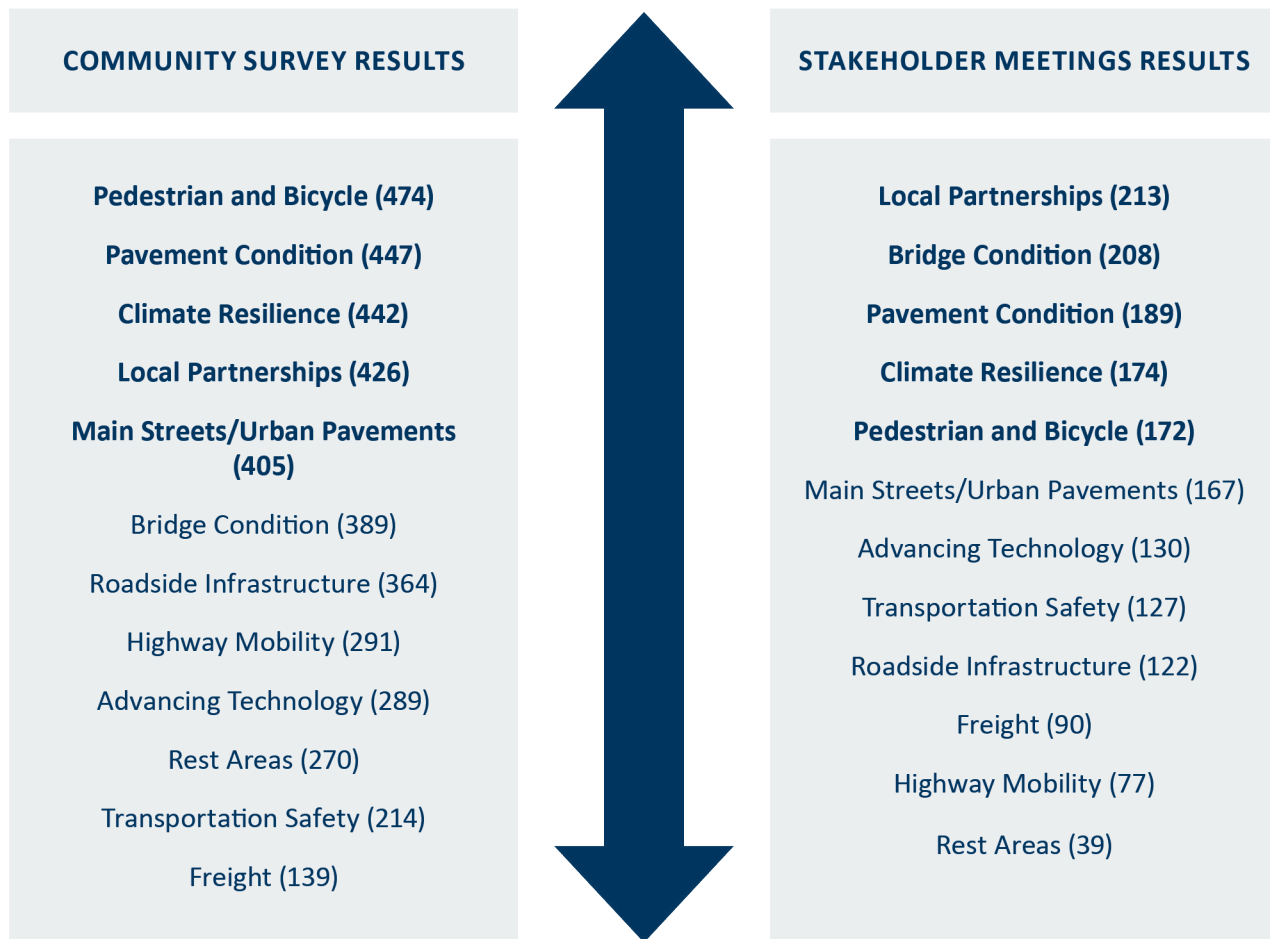 COMMUNITY SURVEY RESULTS
Pedestrian and Bicycle (474)
Pavement Condition (447)
Climate Resilience (442)
Local Partnerships (426)
Main Streets/Urban Pavements
(405)
Bridge Condition (389)
Roadside Infrastructure (364)
Highway Mobility (291)
Advancing Technology (289)
Rest Areas (270)
Transportation Safety (214)
Freight (139)
STAKEHOLDER MEETINGS RESULTS
Local Partnerships (213)
Bridge Condition (208)
Pavement Condition (189)
Climate Resilience (174)
Pedestrian and Bicycle (172)
Main Streets/Urban Pavements (167)
Advancing Technology (130)
Transportation Safety (127)
Roadside Infrastructure (122)
Freight (90)
Highway Mobility (77)
Rest Areas (39)